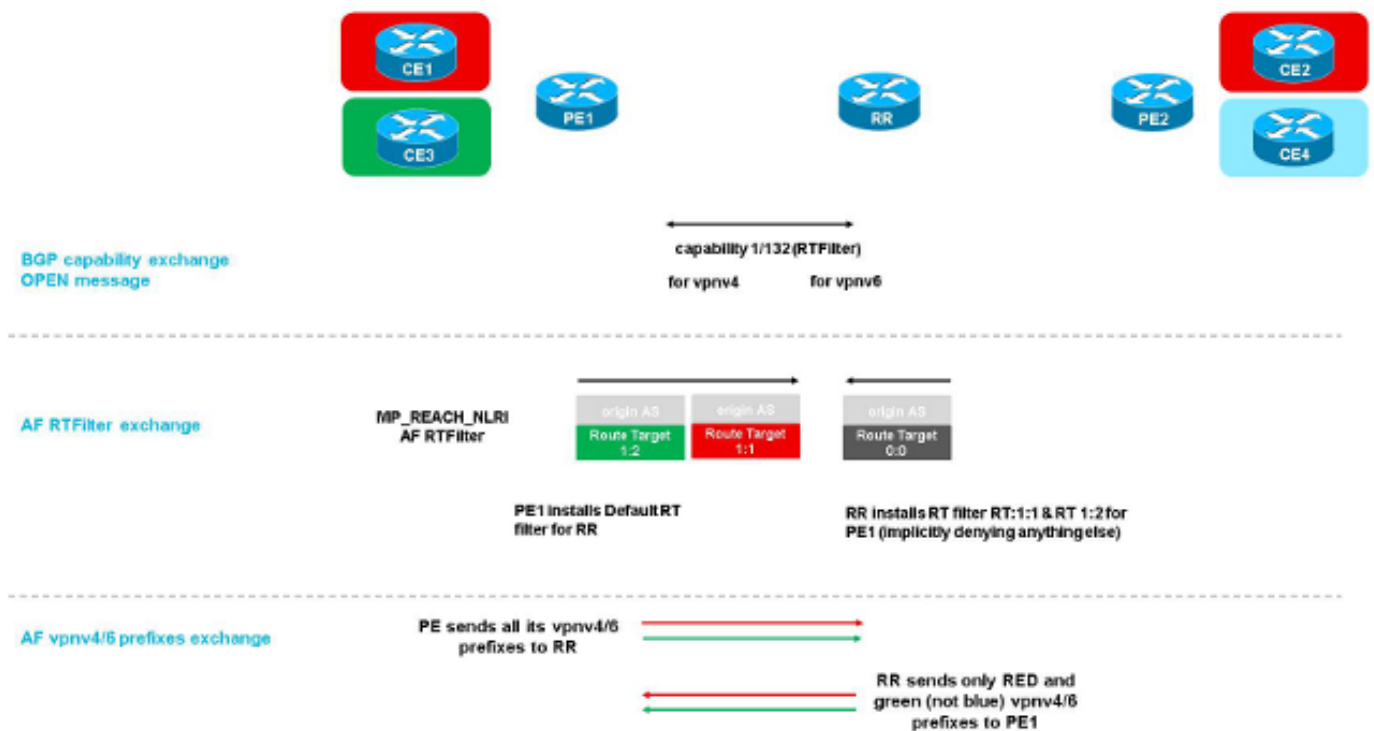 CE1
CE3
PE1
RR
PE2
CE2
CE4
BGP capability exchange
OPEN message
capability 1/132 (RTFilter)
for vpnv4
for vpnv6
AF RTFilter exchange
MP_REACH_NLRI
AF RTFilter
origin AS
Route Target
1:2
origin AS
Route Target
1:1
origin AS
Route Target
0:0
PE1 installs Default RT
filter for RR
RR installs RT filter RT:1:1 & RT 1:2 for
PE1 (implicitly denying anything else)
AF vpnv4/6 prefixes exchange
PE sends all its vpnv4/6
prefixes to RR
RR sends only RED and
green (not blue) vpnv4/6
prefixes to PE1